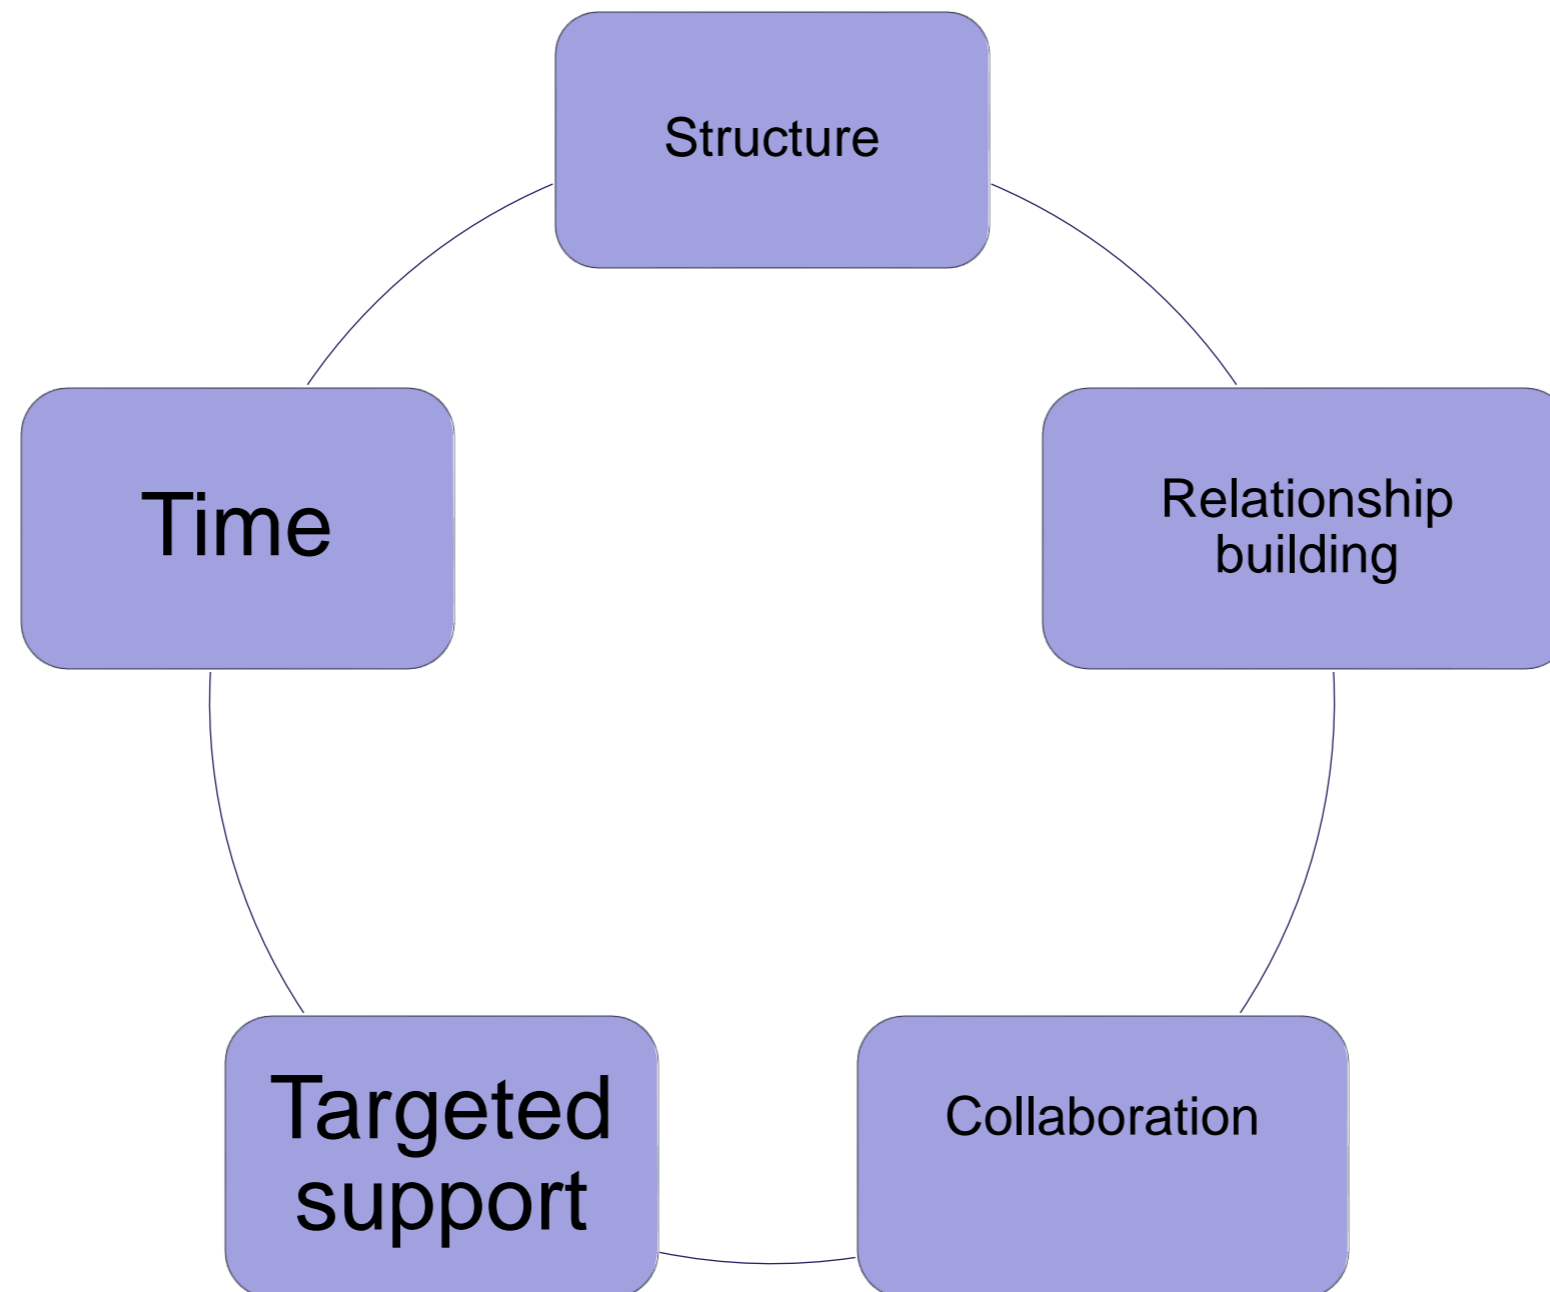 Structure
Relationship
building
Collaboration
Targeted
support
Time